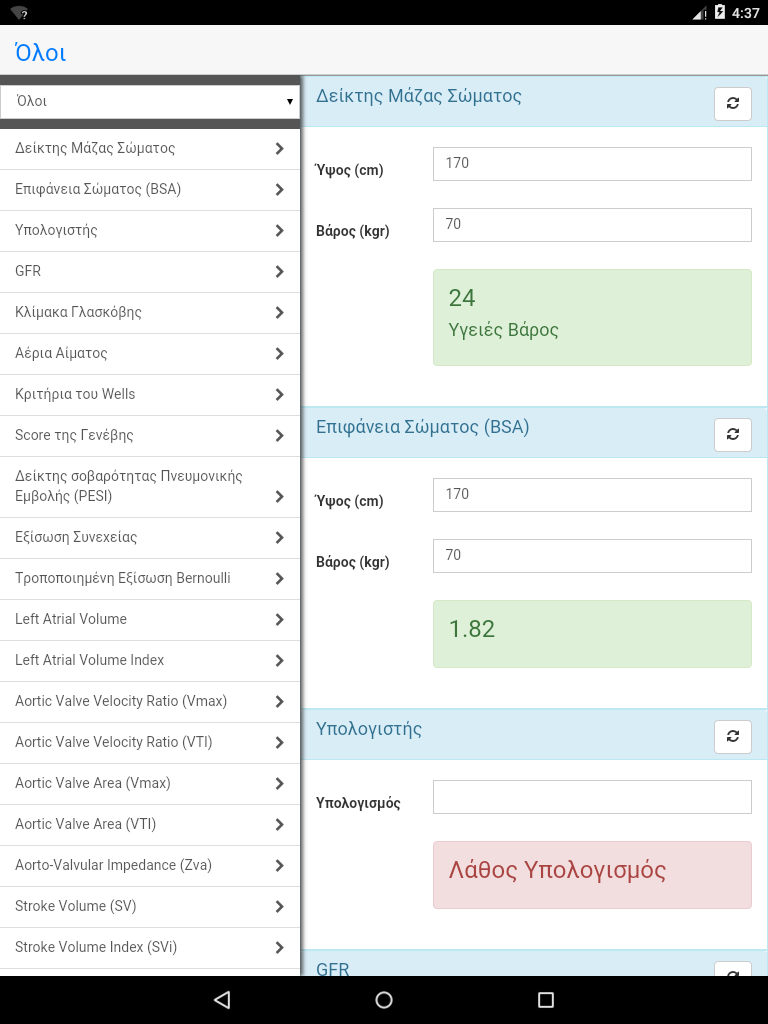 4:37
Όλοι
Όλοι
Δείκτης Μάζας Σώματος
Επιφάνεια Σώματος (BSA)
Υπολογιστής
GFR
Κλίμακα Γλασκόβης
Αέρια Αίματος
Κριτήρια του Wells
Score της Γενέβης
Δείκτης σοβαρότητας Πνευμονικής
Εμβολής (PESI)
Εξίσωση Συνεχείας
Τροποποιημένη Εξίσωση Bernoulli
Left Atrial Volume
Left Atrial Volume Index
Aortic Valve Velocity Ratio (Vmax)
Aortic Valve Velocity Ratio (VTI)
Aortic Valve Area (Vmax)
Aortic Valve Area (VTI)
Aorto-Valvular Impedance (Zva)
Stroke Volume (SV)
Stroke Volume Index (SVi)
Δείκτης Μάζας Σώματος
Ύψος (cm)
170
Βάρος (kgr)
70
24
Υγειές Βάρος
Επιφάνεια Σώματος (BSA)
Ύψος (cm)
170
Βάρος (kgr)
70
1.82
Υπολογιστής
Υπολογισμός
Λάθος Υπολογισμός
GFR